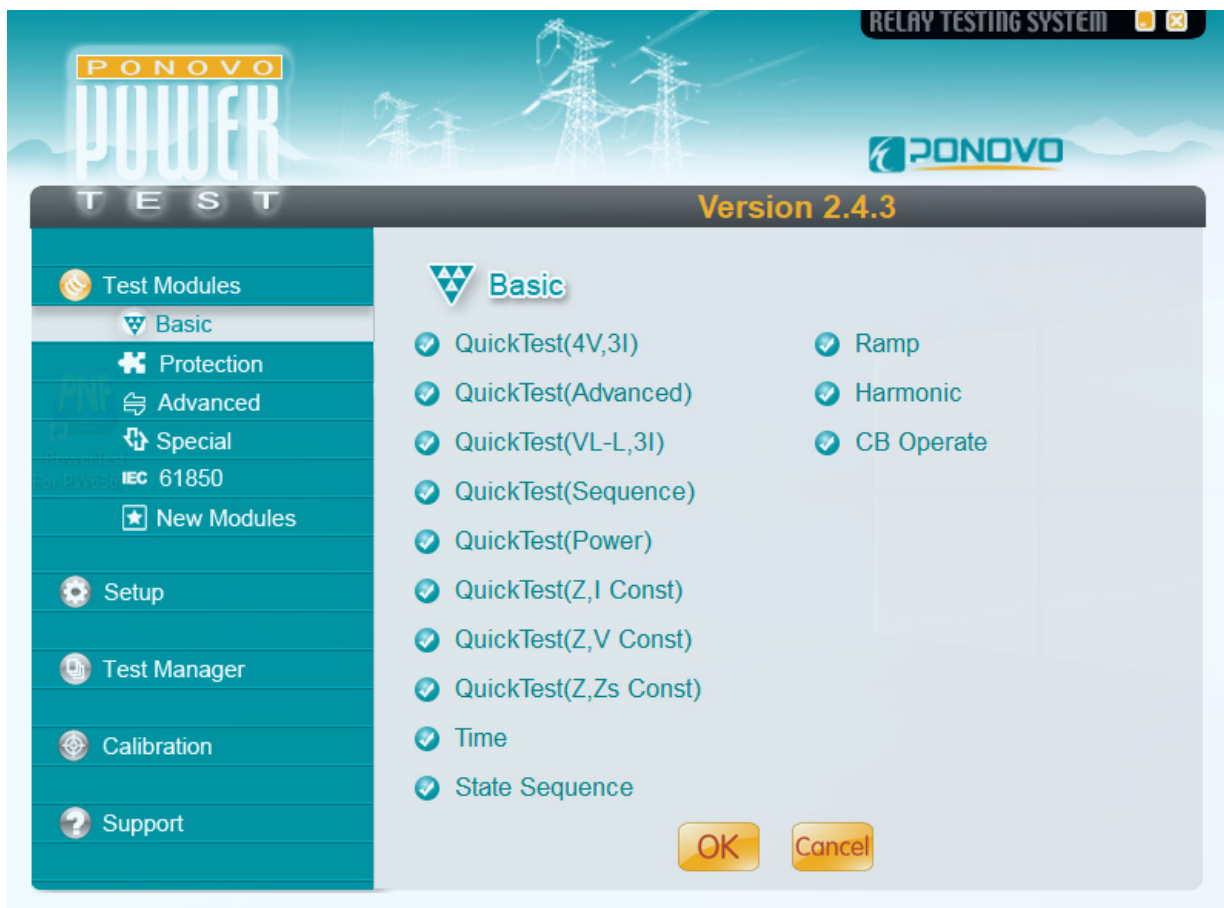 RELAY TESTING SYSTEM
PONOVO
POWER
TEST
PONOVO
Version 2.4.3
Test Modules
Basic
Protection
Advanced
Special
IEC 61850
New Modules
Setup
Test Manager
Calibration
Support
Basic
QuickTest(4V,3I)
QuickTest(Advanced)
QuickTest(VL-L,3I)
QuickTest(Sequence)
QuickTest(Power)
QuickTest(Z,I Const)
QuickTest(Z,V Const)
QuickTest(Z,Zs Const)
Time
State Sequence
Ramp
Harmonic
CB Operate
OK
Cancel
PNF